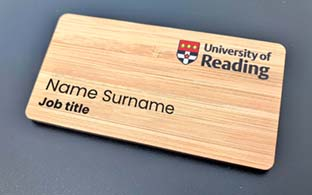 University of
Reading
Name Surname
Job title